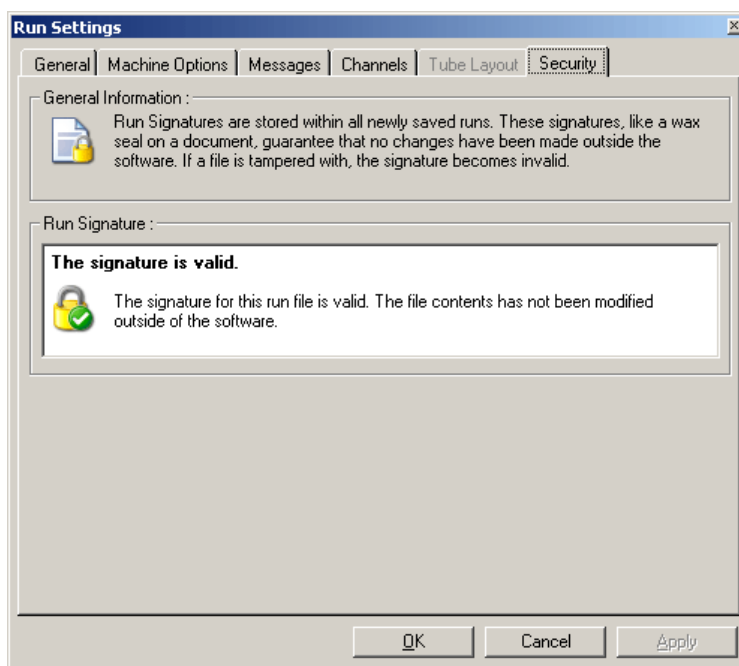 Run Settings
General Machine Options Messages Channels Tube Layout Security
General Information :
Run Signatures are stored within all newly saved runs. These signatures, like a wax
seal on a document, guarantee that no changes have been made outside the
software. If a file is tampered with, the signature becomes invalid.
Run Signature :
The signature is valid.
The signature for this run file is valid. The file contents has not been modified
outside of the software.
OK Cancel Apply